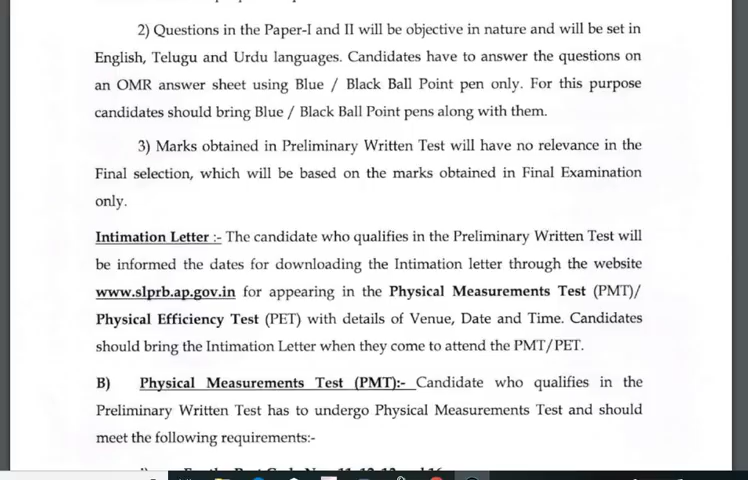 2) Questions in the Paper-I and II will be objective in nature and will be set in
English, Telugu and Urdu languages. Candidates have to answer the questions on
an OMR answer sheet using Blue / Black Ball Point pen only. For this purpose
candidates should bring Blue / Black Ball Point pens along with them.
3) Marks obtained in Preliminary Written Test will have no relevance in the
Final selection, which will be based on the marks obtained in Final Examination
only.
Intimation Letter :- The candidate who qualifies in the Preliminary Written Test will
be informed the dates for downloading the Intimation letter through the website
www.slprb.ap.gov.in for appearing in the Physical Measurements Test (PMT)/
Physical Efficiency Test (PET) with details of Venue, Date and Time. Candidates
should bring the Intimation Letter when they come to attend the PMT/PET.
B) Physical Measurements Test (PMT):- Candidate who qualifies in the
Preliminary Written Test has to undergo Physical Measurements Test and should
meet the following requirements:-